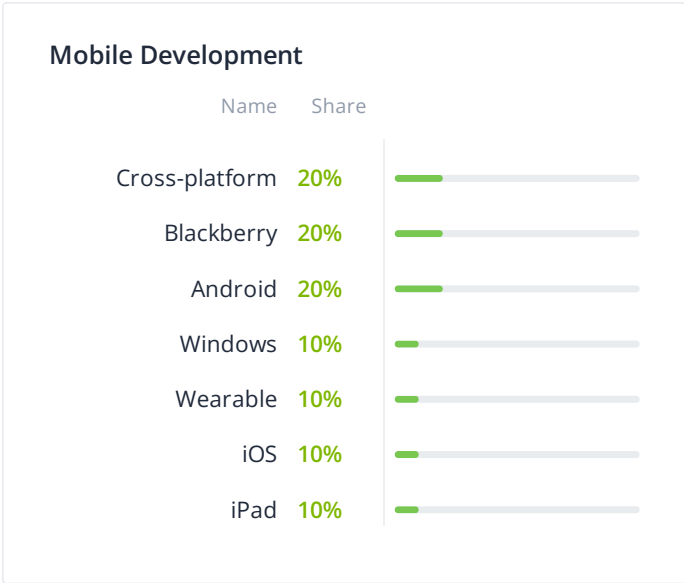 Mobile Development
Name Share
Cross-platform 20%
Blackberry 20%
Android 20%
Windows 10%
Wearable 10%
iOS 10%
iPad 10%